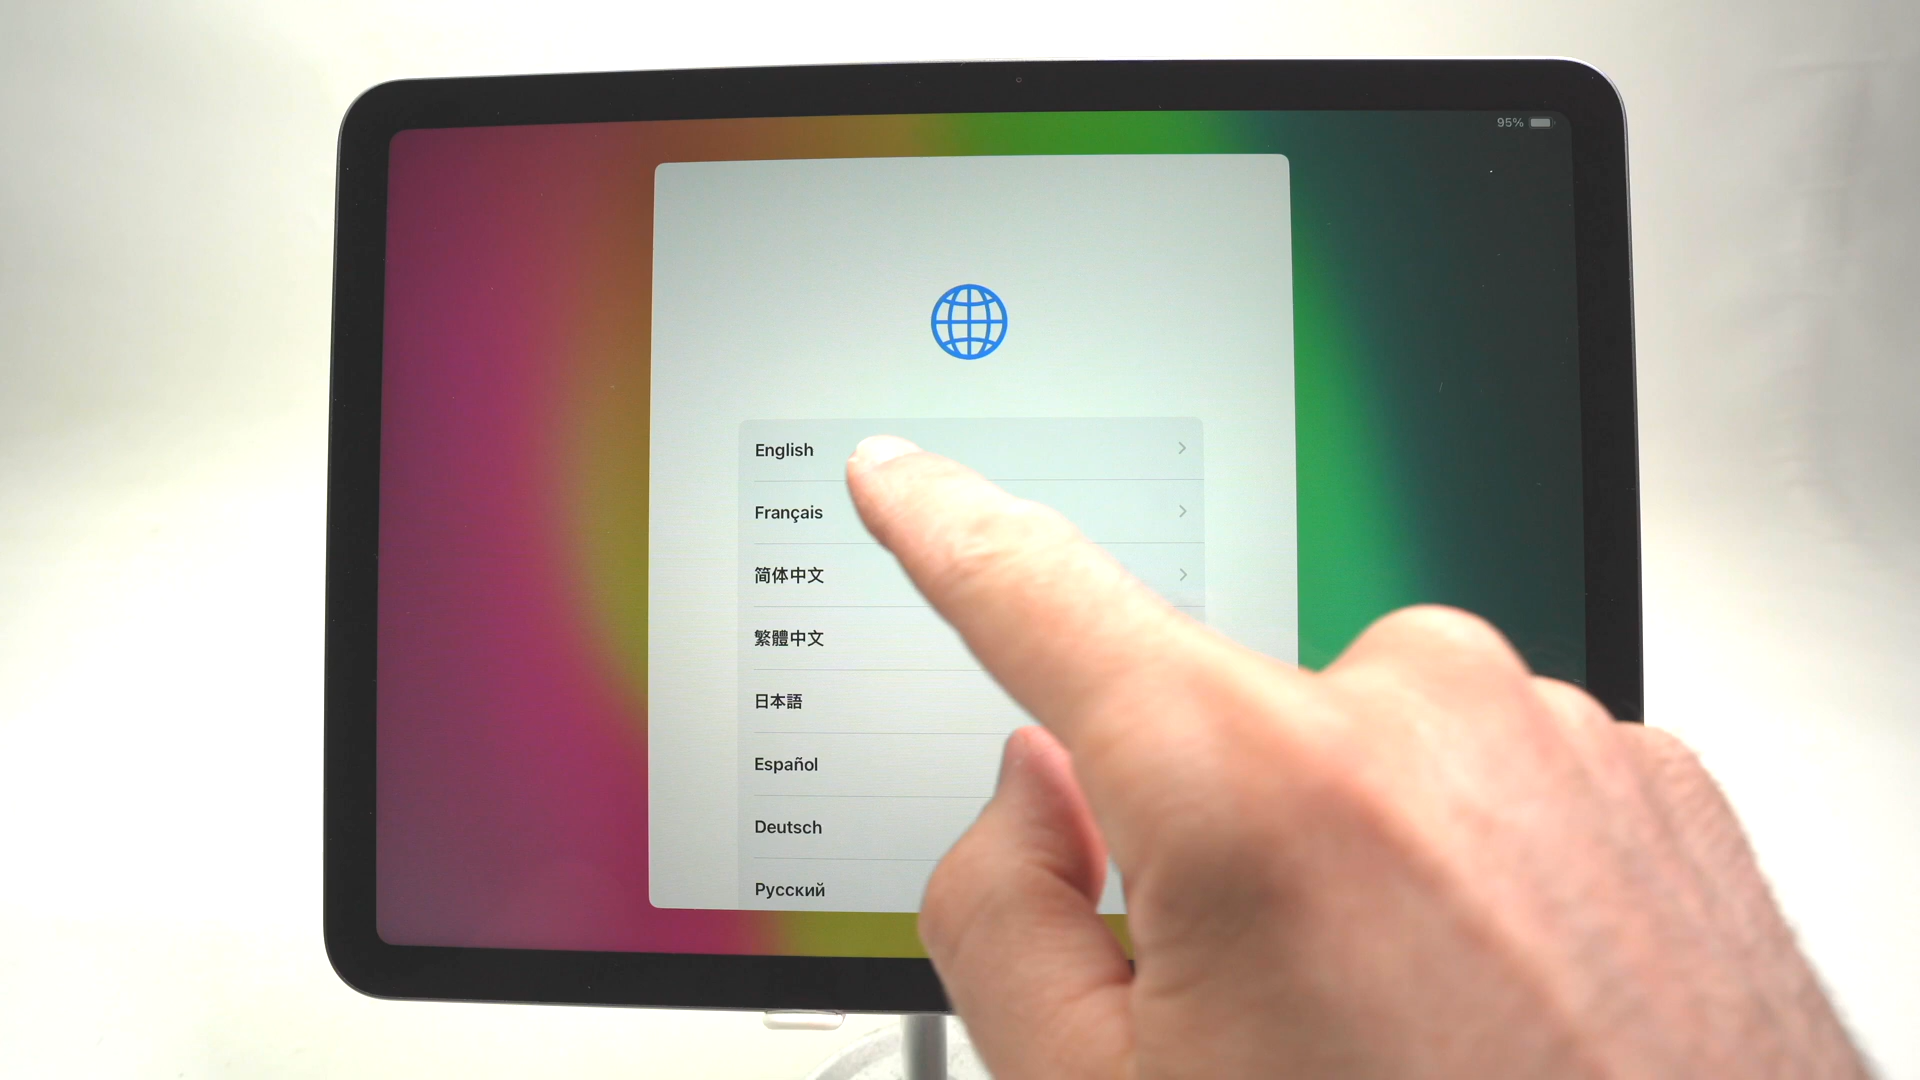 95%
English
Français
简体中文
繁體中文
日本語
Español
Deutsch
Русский